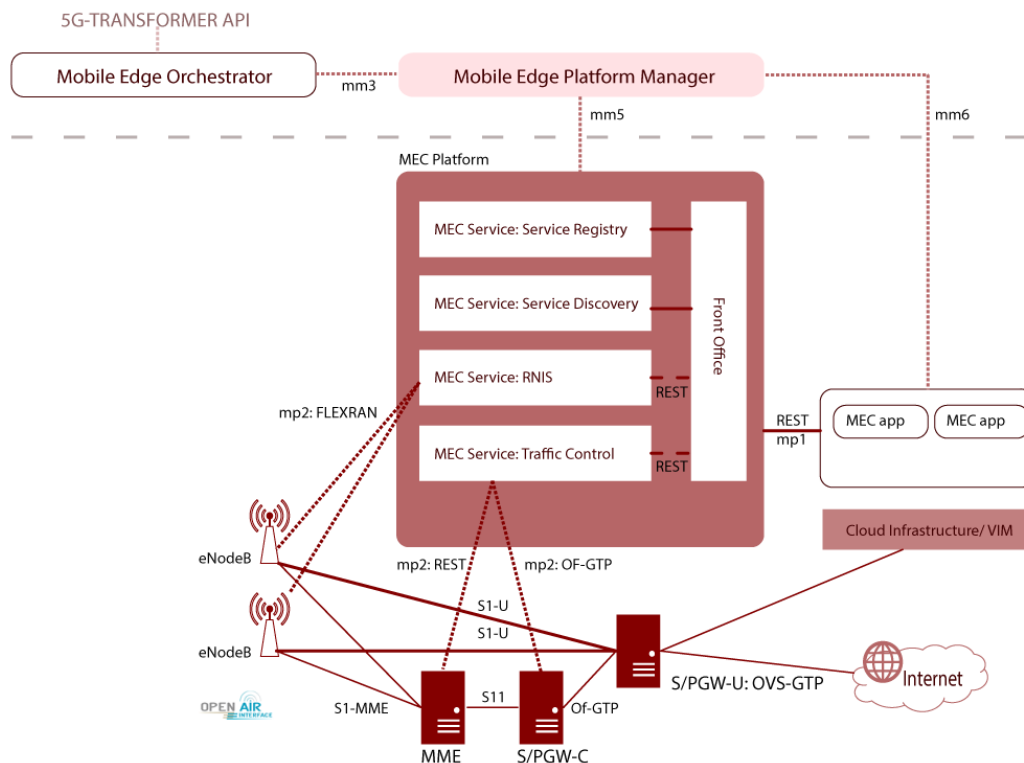 5G-TRANSFORMER API
Mobile Edge Orchestrator
mm3
Mobile Edge Platform Manager
mm5
mm6
MEC Platform
MEC Service: Service Registry
MEC Service: Service Discovery
MEC Service: RNIS
REST
MEC Service: Traffic Control
REST
Front Office
REST
mp1
MEC app
MEC app
Cloud Infrastructure/ VIM
mp2: FLEXRAN
eNodeB
mp2: REST
mp2: OF-GTP
S1-U
S1-U
eNodeB
S/PGW-U: OVS-GTP
Internet
OPEN AIR
INTERFACE
S1-MME
S11
Of-GTP
MME
S/PGW-C